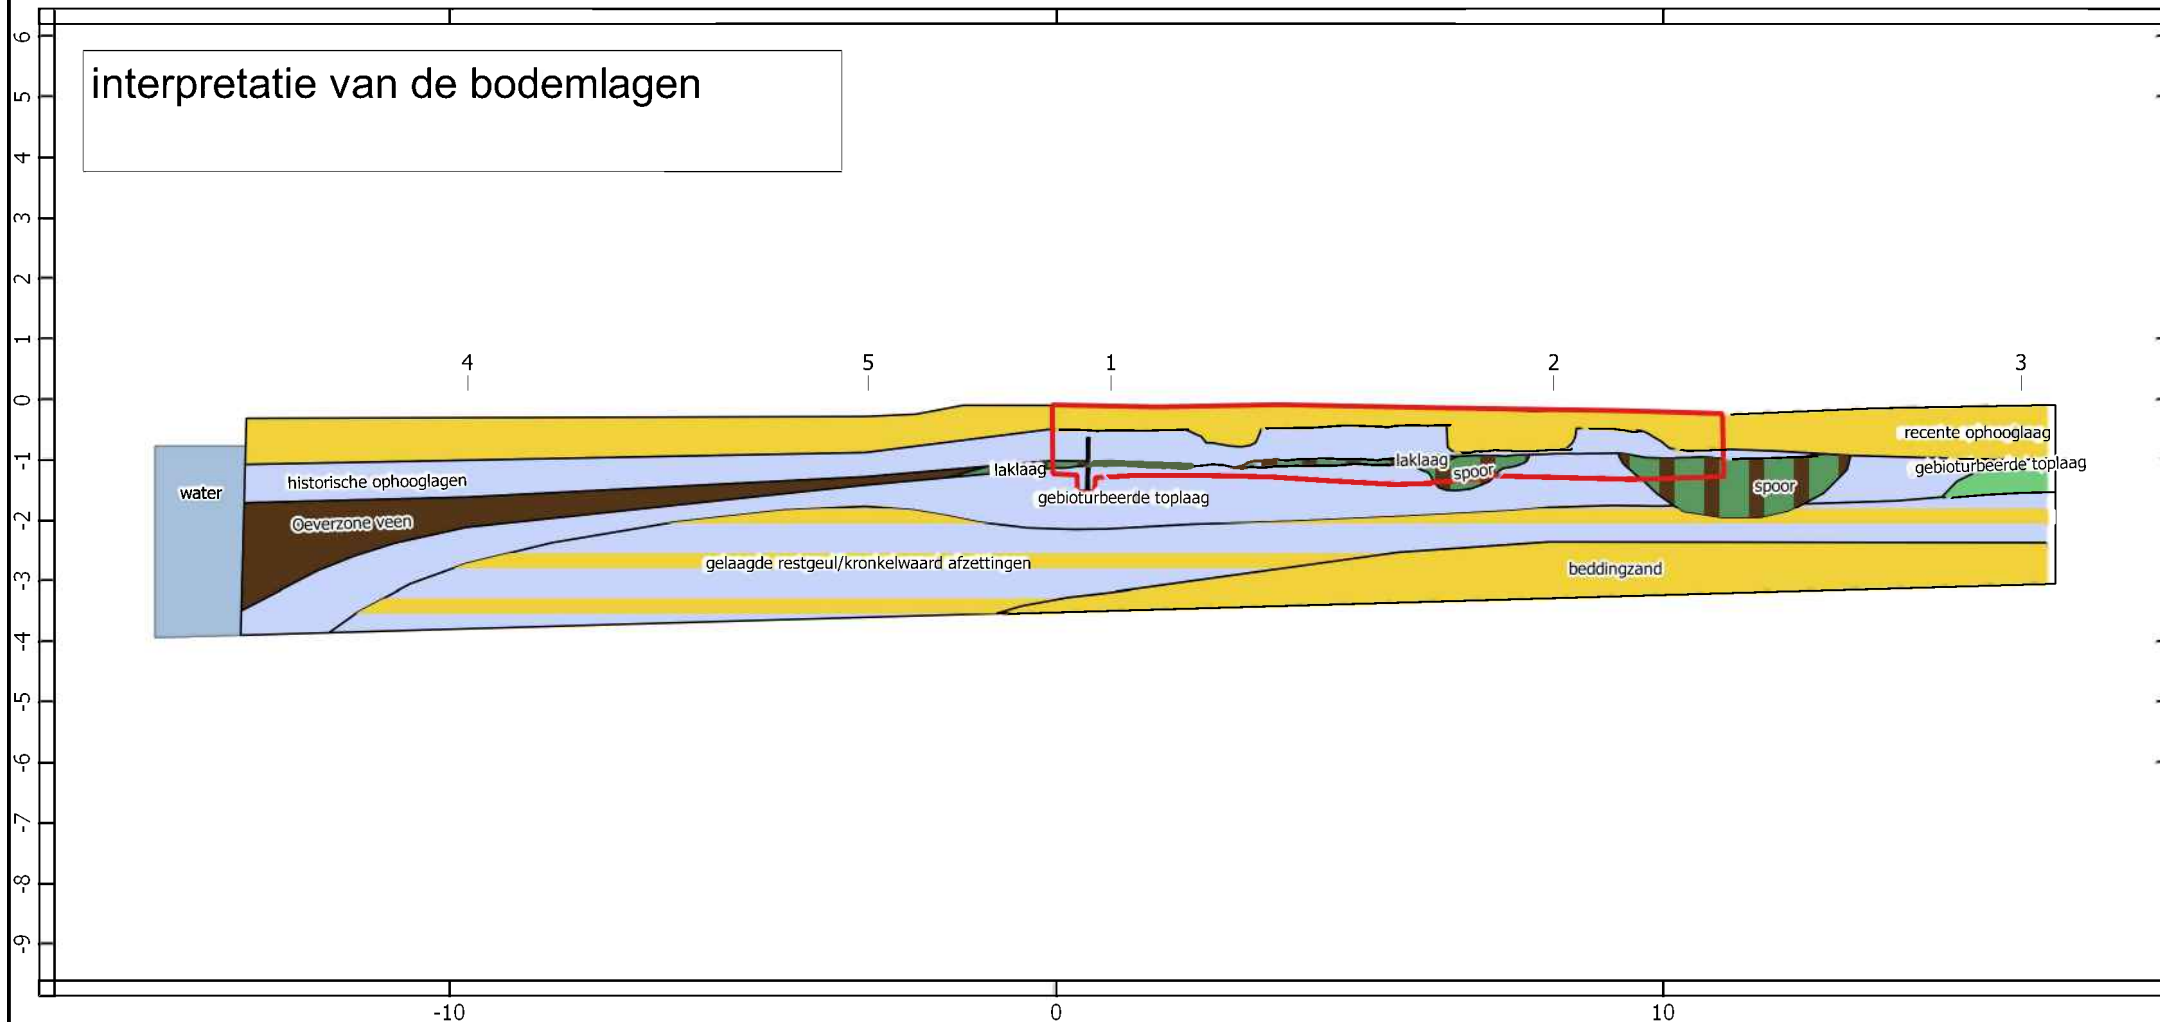 interpretatie van de bodemlagen
6
5
4
3
2
1
0
-1
-2
-3
-4
-5
-6
-7
-8
-9
4 5 1 2 3
recente ophooglaag
laklaag laklaag gebioturbeerde toplaag
spoor
historische ophooglagen
water spoor
gebioturbeerde toplaag
Oeverzone veen
gelaagde restgeul/kronkelwaard afzettingen
beddingzand
-10 0 10